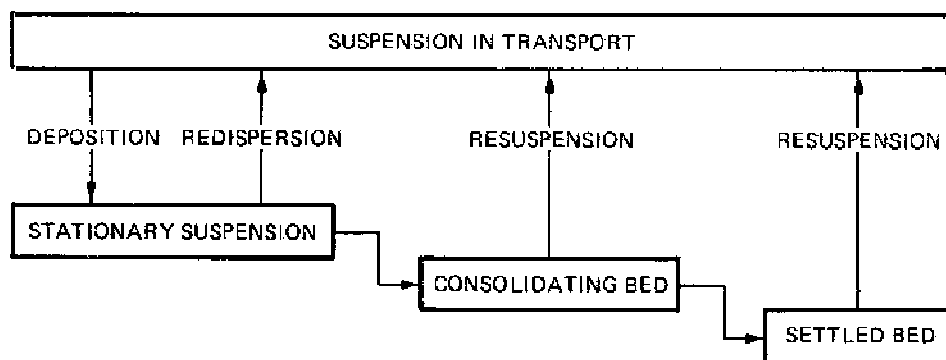 SUSPENSION IN TRANSPORT
DEPOSITION REDISPERSION RESUSPENSION RESUSPENSION
STATIONARY SUSPENSION
CONSOLIDATING BED
SETTLED BED